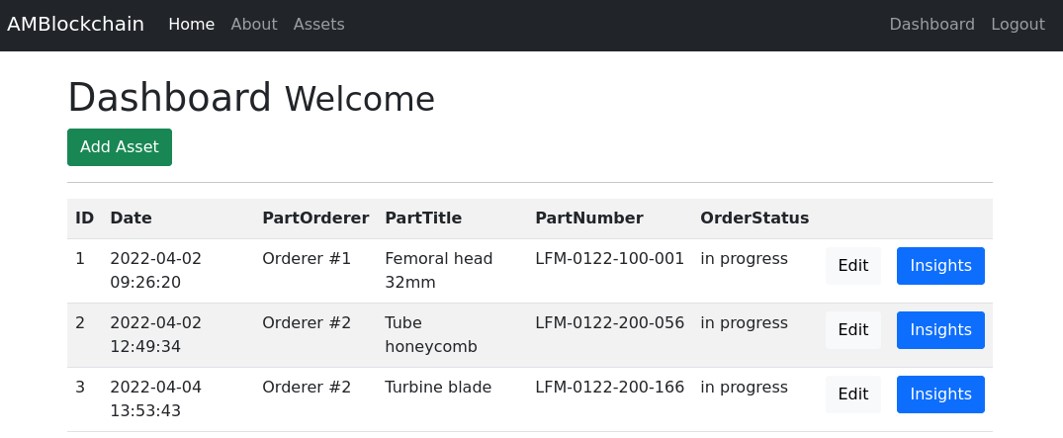 AMBlockchain Home About Assets Dashboard Logout
Dashboard Welcome
Add Asset
ID Date PartOrderer PartTitle PartNumber OrderStatus
1 2022-04-02 Orderer #1 Femoral head LFM-0122-100-001 in progress Edit Insights
09:26:20 32mm
2 2022-04-02 Orderer #2 Tube LFM-0122-200-056 in progress Edit Insights
12:49:34 honeycomb
3 2022-04-04 Orderer #2 Turbine blade LFM-0122-200-166 in progress Edit Insights
13:53:43